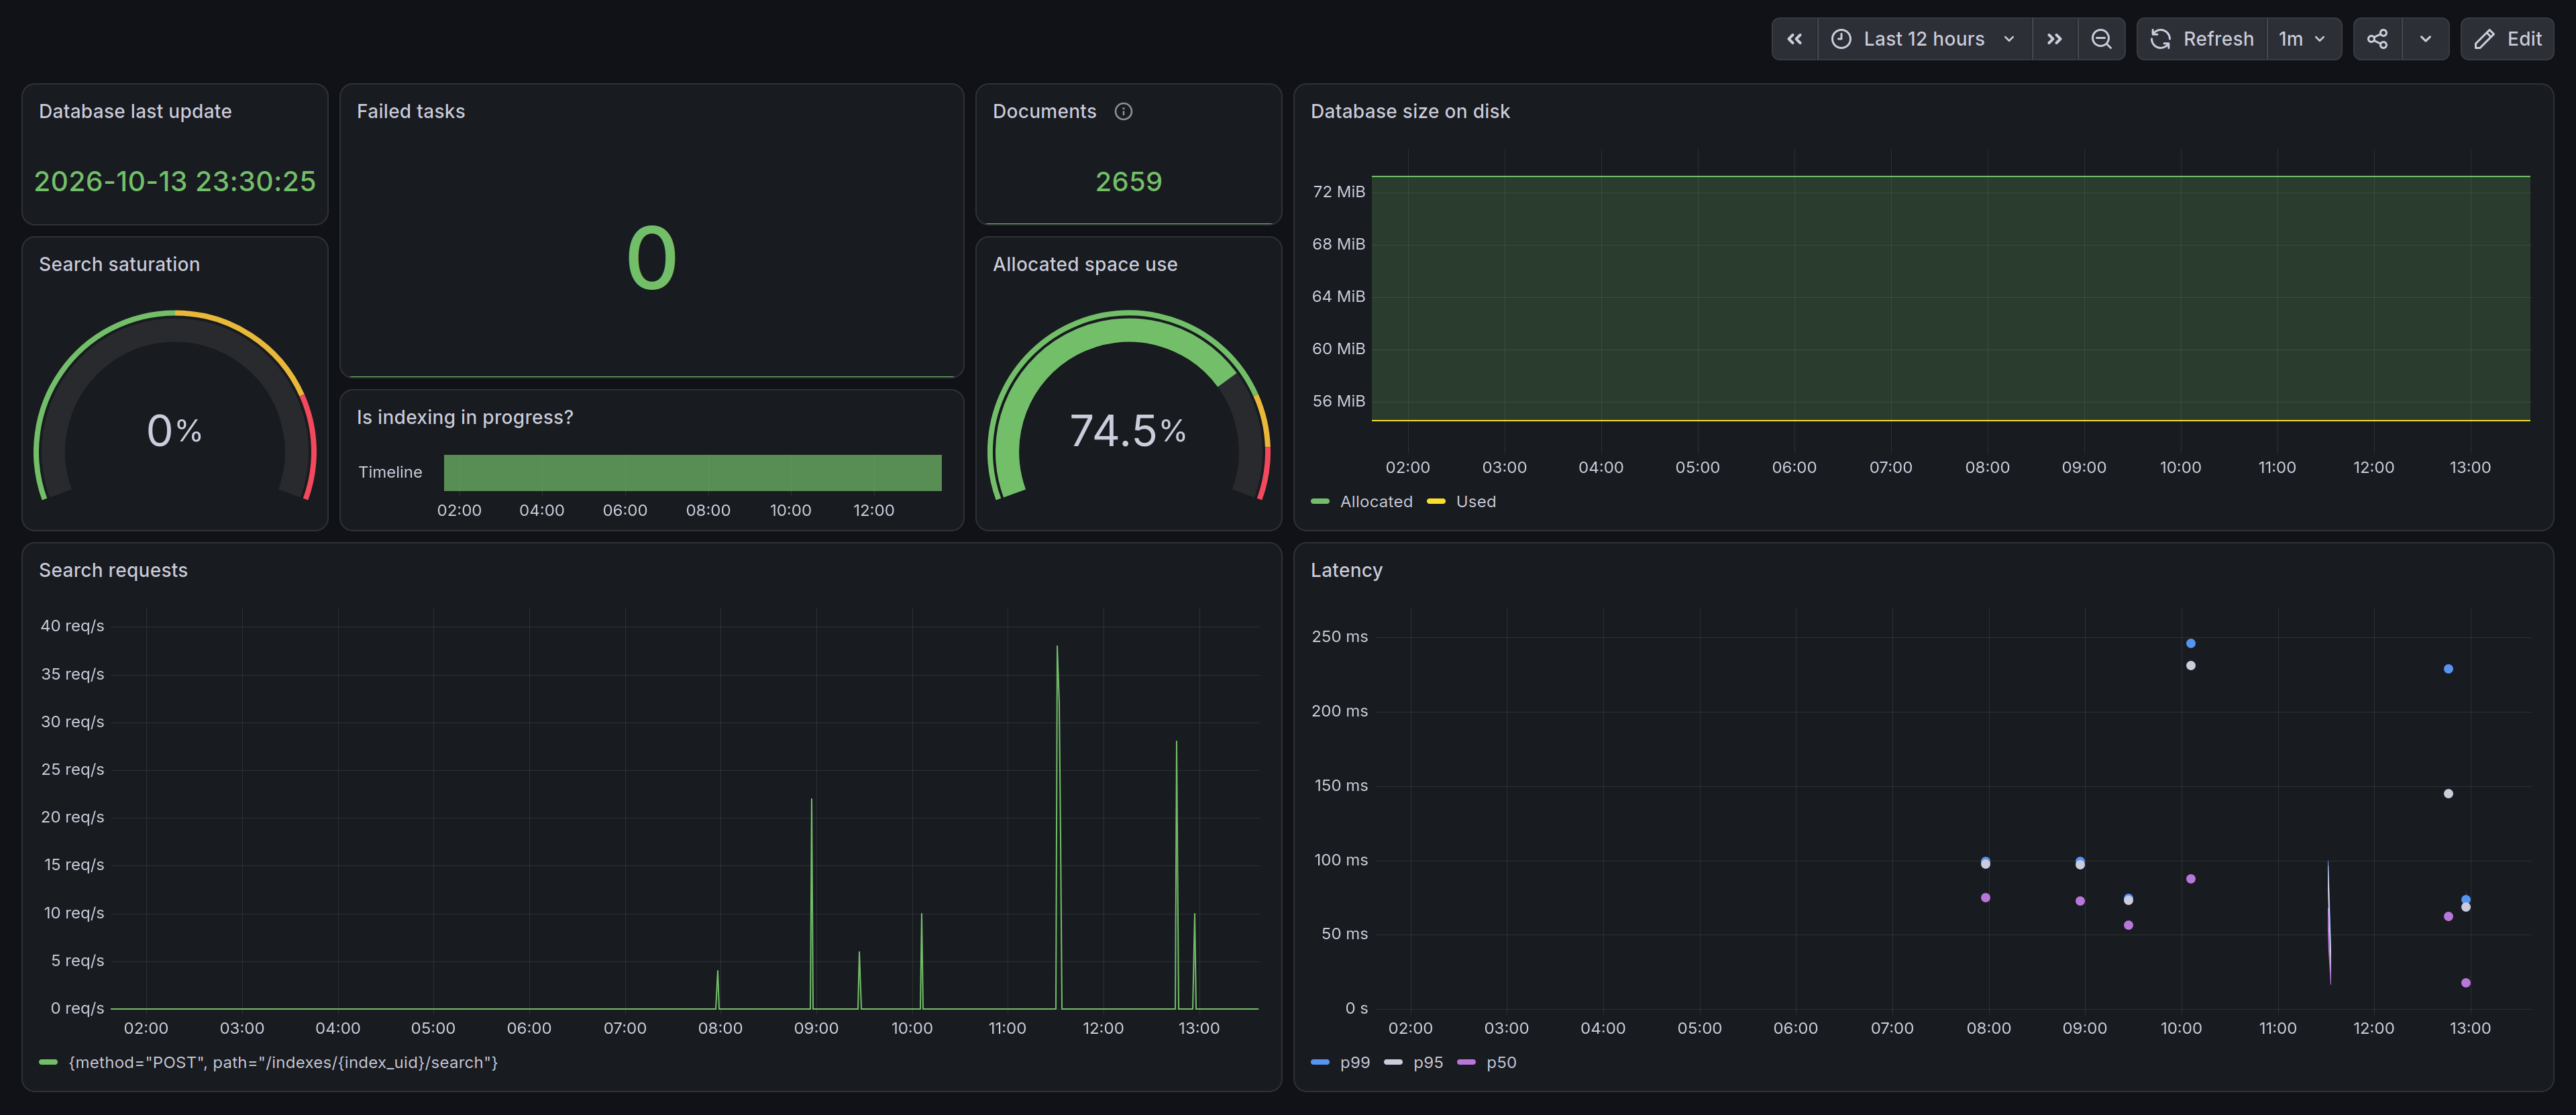 Last 12 hours
Refresh
1m
Edit
Database last update
2026-10-13 23:30:25
Failed tasks
0
Documents
2659
Database size on disk
72 MiB
68 MiB
64 MiB
60 MiB
56 MiB
02:00 03:00 04:00 05:00 06:00 07:00 08:00 09:00 10:00 11:00 12:00 13:00
Allocated Used
Search saturation
0%
Is indexing in progress?
Timeline
02:00 04:00 06:00 08:00 10:00 12:00
Allocated space use
74.5%
Search requests
40 req/s
35 req/s
30 req/s
25 req/s
20 req/s
15 req/s
10 req/s
5 req/s
0 req/s
02:00 03:00 04:00 05:00 06:00 07:00 08:00 09:00 10:00 11:00 12:00 13:00
{method="POST", path="/indexes/{index_uid}/search"}
Latency
250 ms
200 ms
150 ms
100 ms
50 ms
0 s
02:00 03:00 04:00 05:00 06:00 07:00 08:00 09:00 10:00 11:00 12:00 13:00
p99 p95 p50